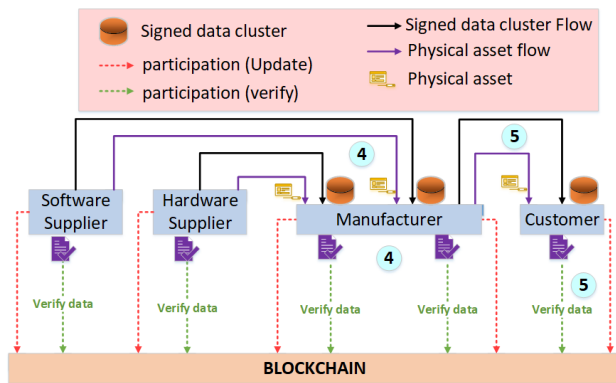 Signed data cluster
Signed data cluster Flow
participation (Update)
Physical asset flow
participation (verify)
Physical asset
4
5
Software
Supplier
Hardware
Supplier
Manufacturer
Customer
4
5
Verify data
Verify data
Verify data
Verify data
Verify data
BLOCKCHAIN